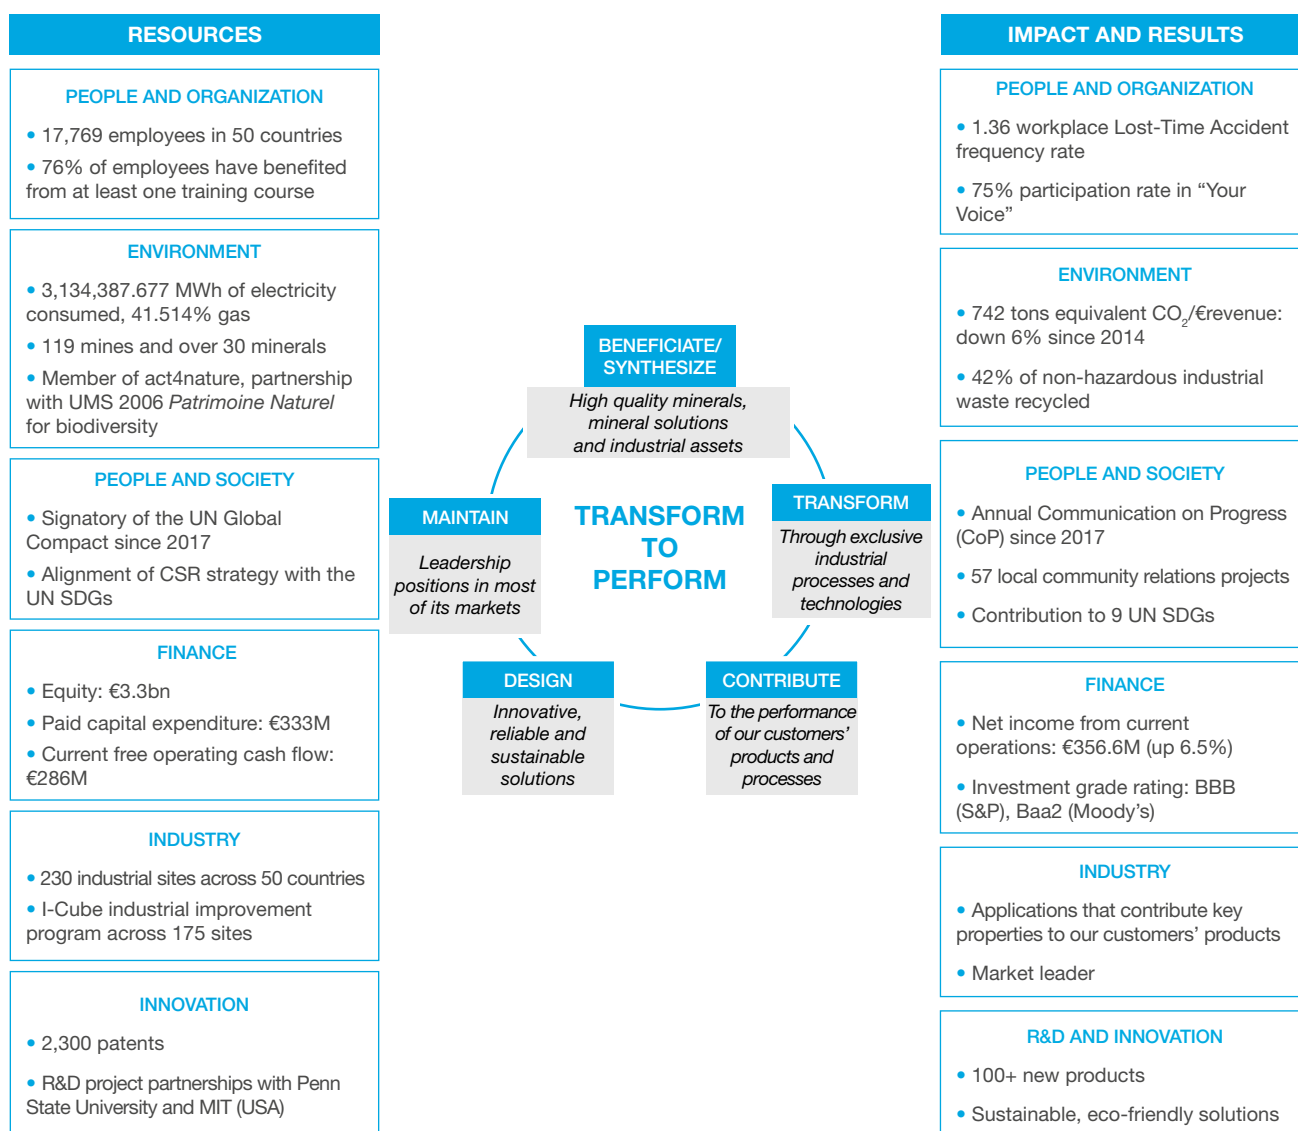 RESOURCES
PEOPLE AND ORGANIZATION
• 17,769 employees in 50 countries
• 76% of employees have benefited
from at least one training course
ENVIRONMENT
• 3,134,387.677 MWh of electricity
consumed, 41.514% gas
• 119 mines and over 30 minerals
• Member of act4nature, partnership
with UMS 2006 Patrimoine Naturel
for biodiversity
PEOPLE AND SOCIETY
• Signatory of the UN Global
Compact since 2017
• Alignment of CSR strategy with the
UN SDGs
FINANCE
• Equity: €3.3bn
• Paid capital expenditure: €333M
• Current free operating cash flow:
€286M
INDUSTRY
• 230 industrial sites across 50 countries
• I-Cube industrial improvement
program across 175 sites
INNOVATION
• 2,300 patents
• R&D project partnerships with Penn
State University and MIT (USA)
BENEFICIATE/
SYNTHESIZE
High quality minerals,
mineral solutions
and industrial assets
TRANSFORM
Through exclusive
industrial
processes and
technologies
CONTRIBUTE
To the performance
of our customers'
products and
processes
DESIGN
Innovative,
reliable and
sustainable
solutions
MAINTAIN
Leadership
positions in most
of its markets
TRANSFORM
TO
PERFORM
IMPACT AND RESULTS
PEOPLE AND ORGANIZATION
• 1.36 workplace Lost-Time Accident
frequency rate
• 75% participation rate in “Your
Voice”
ENVIRONMENT
• 742 tons equivalent CO₂/€revenue:
down 6% since 2014
• 42% of non-hazardous industrial
waste recycled
PEOPLE AND SOCIETY
• Annual Communication on Progress
(CoP) since 2017
• 57 local community relations projects
• Contribution to 9 UN SDGs
FINANCE
• Net income from current
operations: €356.6M (up 6.5%)
• Investment grade rating: BBB
(S&P), Baa2 (Moody’s)
INDUSTRY
• Applications that contribute key
properties to our customers’ products
• Market leader
R&D AND INNOVATION
• 100+ new products
• Sustainable, eco-friendly solutions